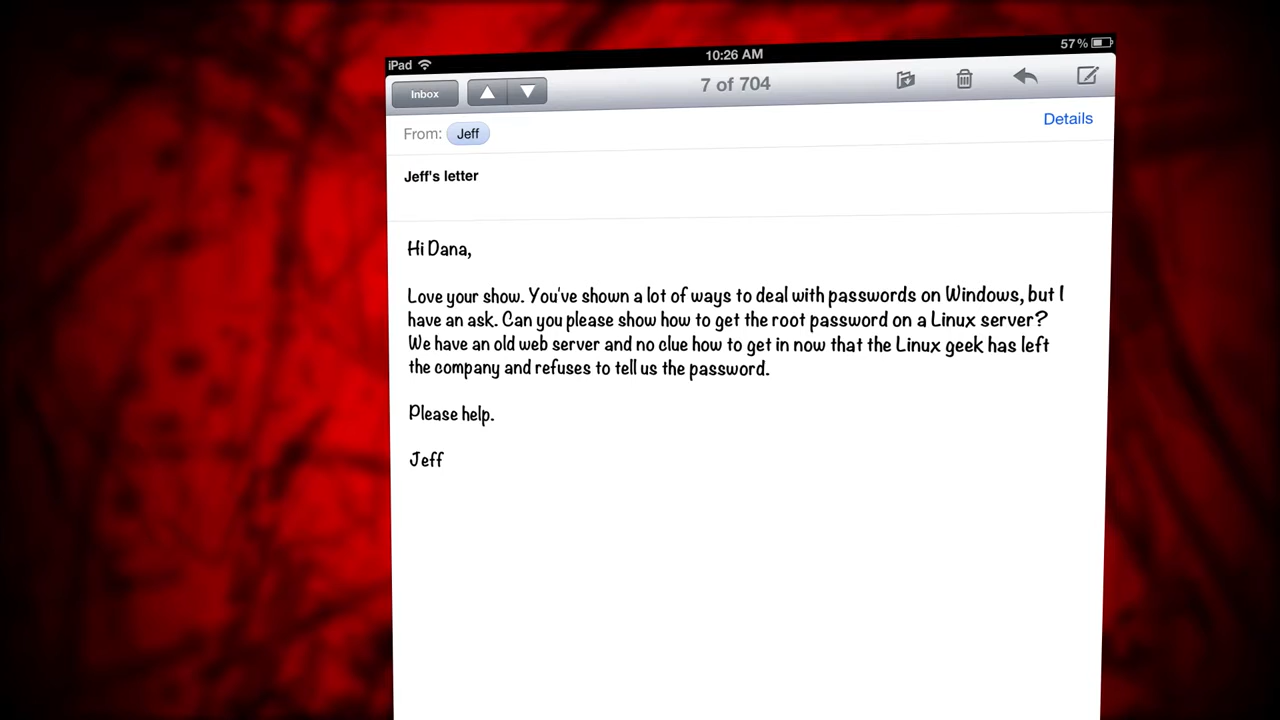 iPad
10:26 AM
57%
Inbox
7 of 704
From: Jeff
Details
Jeff's letter
Hi Dana,
Love your show. You've shown a lot of ways to deal with passwords on Windows, but I
have an ask. Can you please show how to get the root password on a Linux server?
We have an old web server and no clue how to get in now that the Linux geek has left
the company and refuses to tell us the password.
Please help.
Jeff